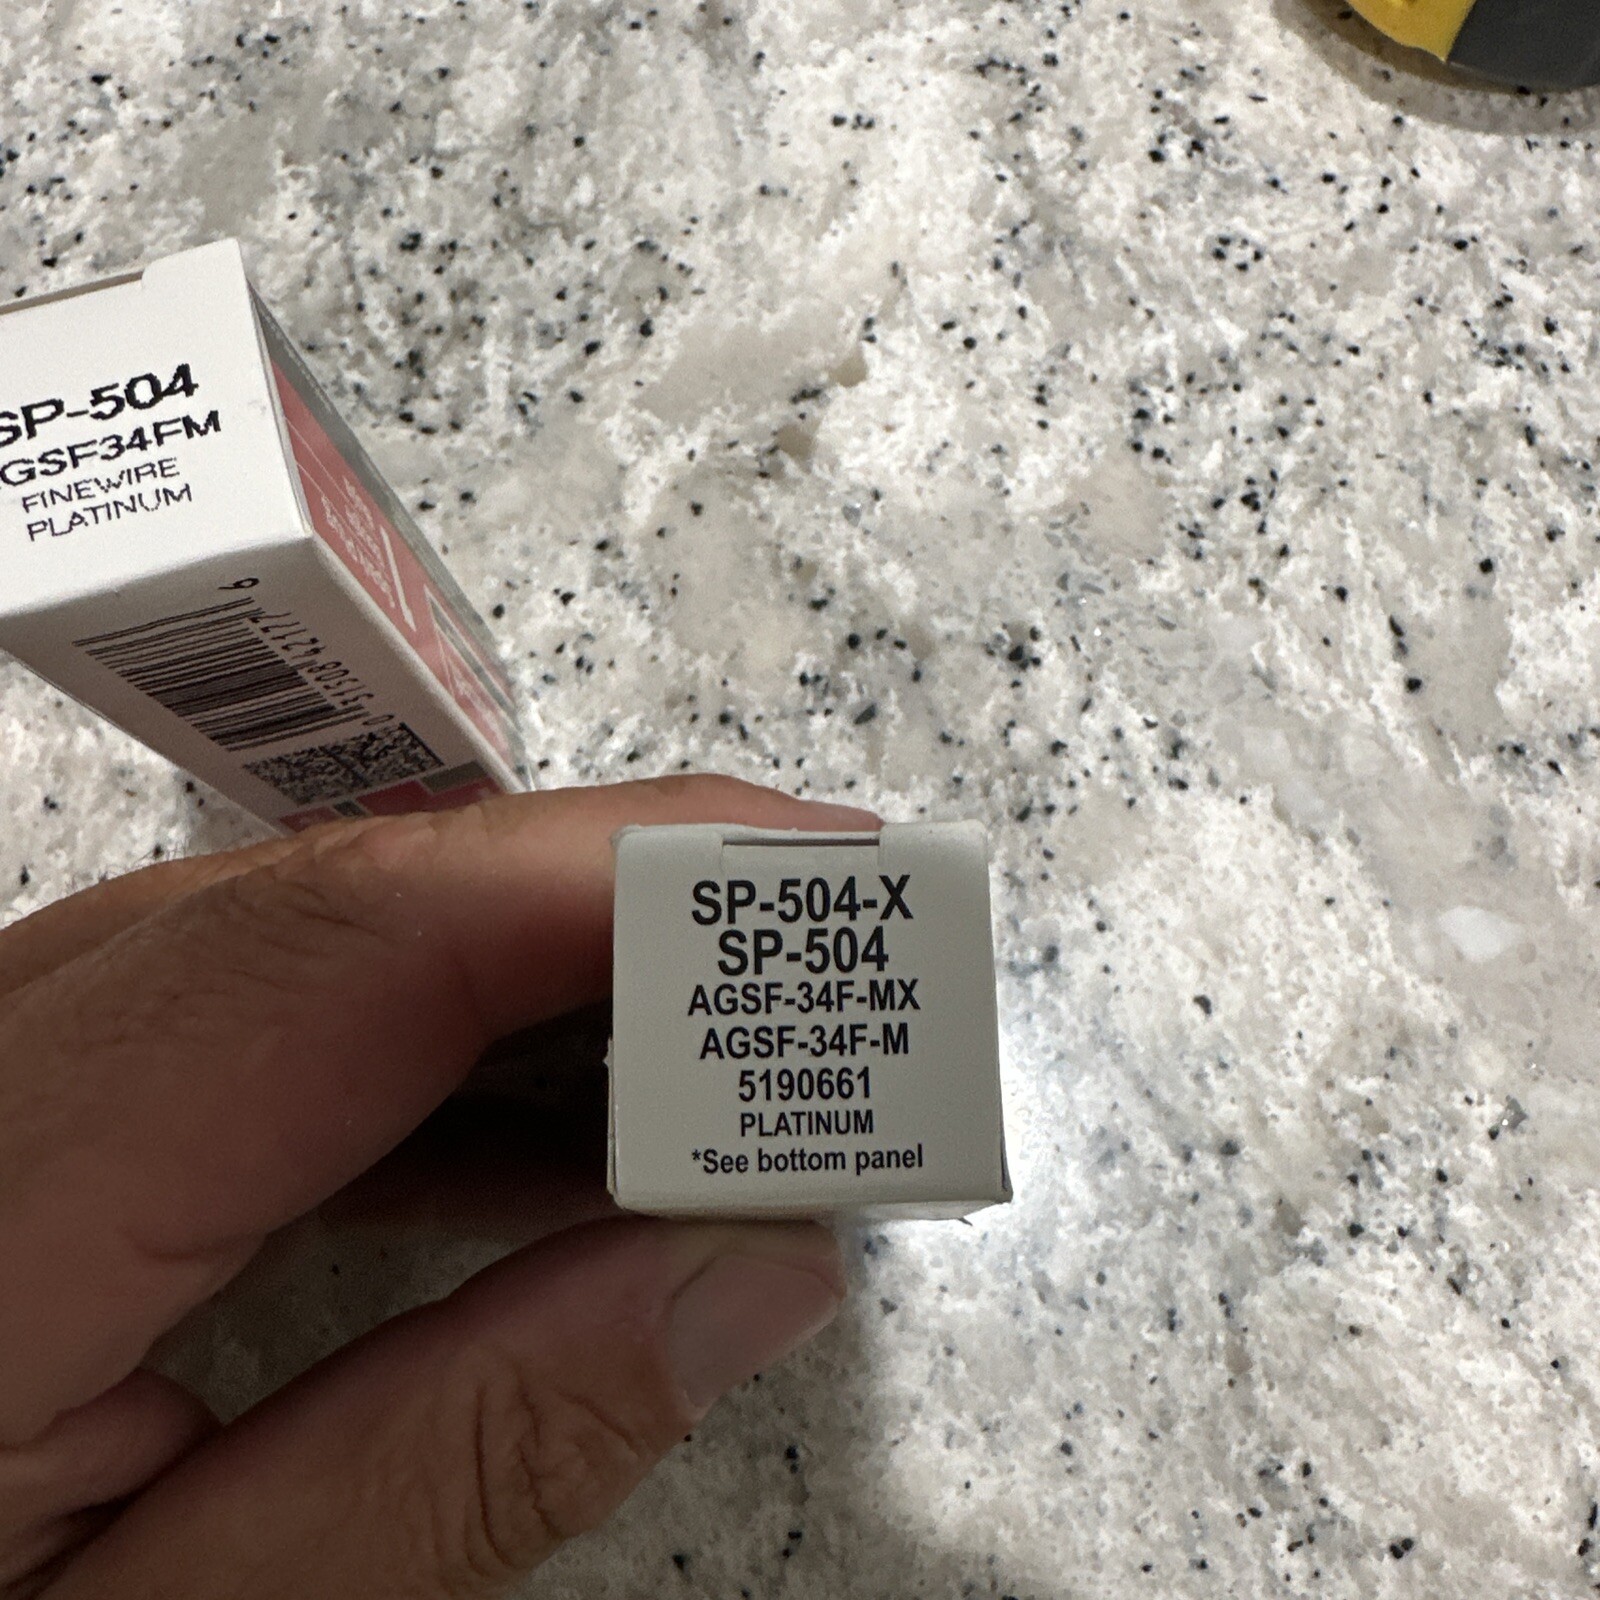 SP-504
AGSF34FM
FINEWIRE
PLATINUM
SP-504-X
SP-504
AGSF-34F-MX
AGSF-34F-M
5190661
PLATINUM
*See bottom panel